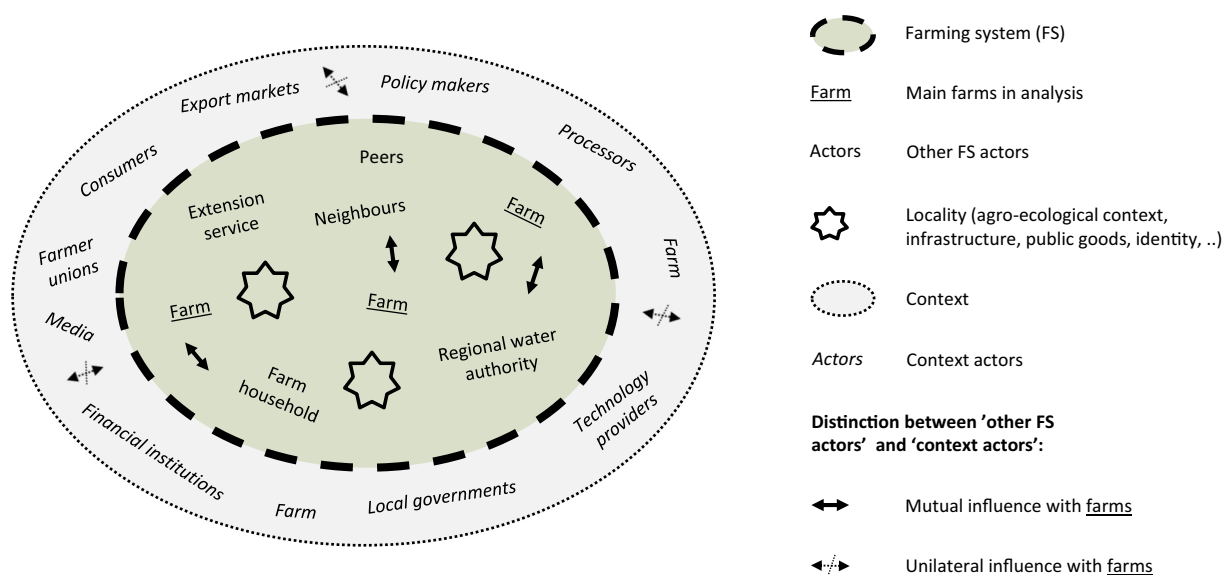 Export markets
Policy makers
Processors
Consumers
Peers
Extension
service
Neighbours
Farm
Farmer
unions
Farm
Farm
Farm
Media
Regional water
authority
Farm
household
Technology
providers
Financial institutions
Farm
Local governments
Farming system (FS)
Farm Main farms in analysis
Actors Other FS actors
Locality (agro-ecological context,
infrastructure, public goods, identity, ..)
Context
Actors Context actors
Distinction between ’other FS
actors’ and ‘context actors’:
Mutual influence with farms
Unilateral influence with farms